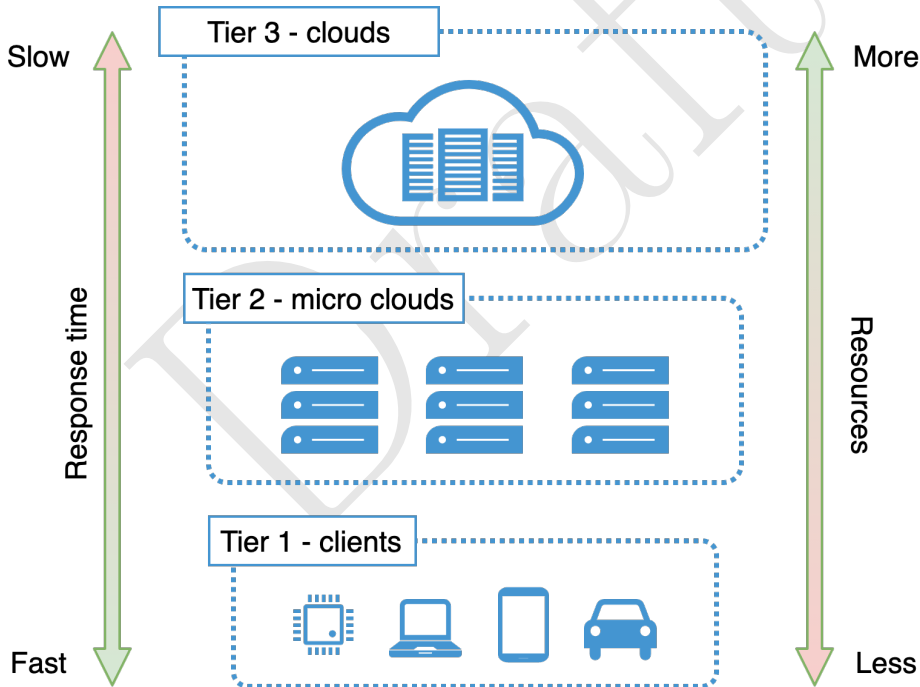 Tier 3 - clouds
Slow
More
Tier 2 - micro clouds
Response time
Resources
Tier 1 - clients
Fast
Less
Draft